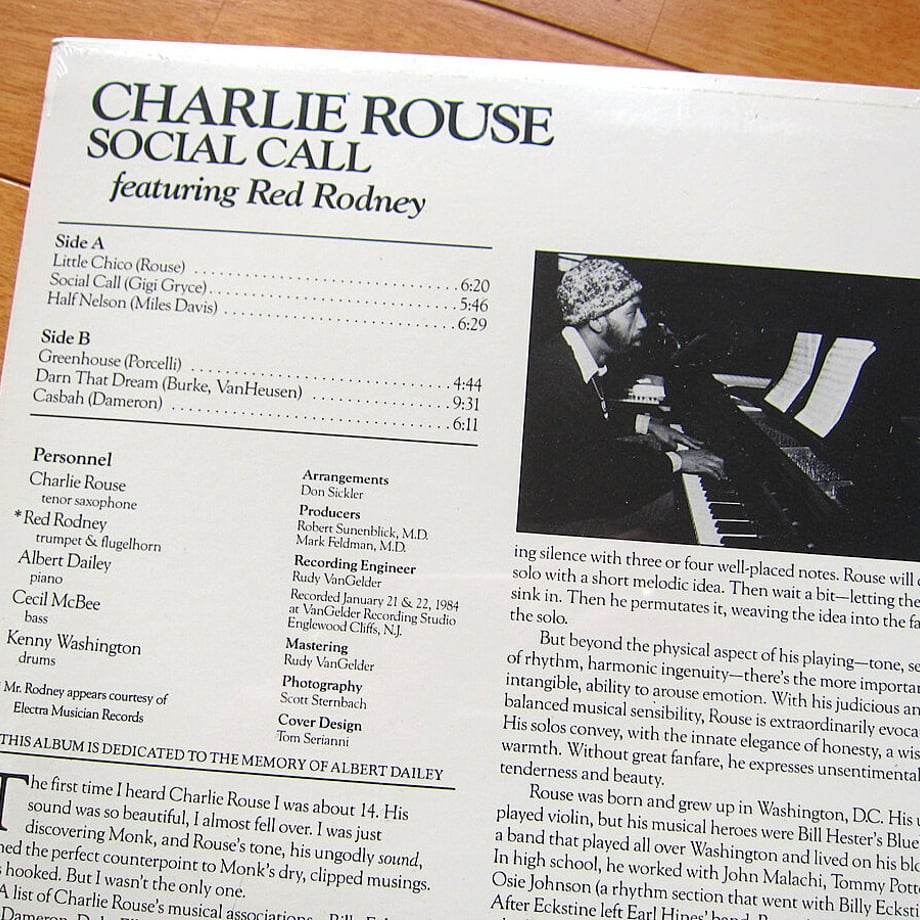 CHARLIE ROUSE
SOCIAL CALL
featuring Red Rodney
Side A
Little Chico (Rouse) . . . . . . . . . . . . . . . . . . . . . . . . . . . . . . 6:20
Social Call (Gigi Gryce) . . . . . . . . . . . . . . . . . . . . . . . . . . . . 5:46
Half Nelson (Miles Davis) . . . . . . . . . . . . . . . . . . . . . . . . . . . 6:29
Side B
Greenhouse (Porcelli) . . . . . . . . . . . . . . . . . . . . . . . . . . . . . 4:44
Darn That Dream (Burke, VanHeusen) . . . . . . . . . . . . . . . . . 9:31
Casbah (Dameron) . . . . . . . . . . . . . . . . . . . . . . . . . . . . . . . 6:11
Personnel
Charlie Rouse
tenor saxophone
*Red Rodney
trumpet & flugelhorn
Albert Dailey
piano
Cecil McBee
bass
Kenny Washington
drums
Mr. Rodney appears courtesy of
Electra Musician Records
Arrangements
Don Sickler
Producers
Robert Sunenblick, M.D.
Mark Feldman, M.D.
Recording Engineer
Rudy VanGelder
Recorded January 21 & 22, 1984
at VanGelder Recording Studio
Englewood Cliffs, N.J.
Mastering
Rudy VanGelder
Photography
Scott Sternbach
Cover Design
Tom Serianni
THIS ALBUM IS DEDICATED TO THE MEMORY OF ALBERT DAILEY
The first time I heard Charlie Rouse I was about 14. His
sound was so beautiful, I almost fell over. I was just
discovering Monk, and Rouse's tone, his ungodly sound,
the perfect counterpoint to Monk's dry, clipped musings.
hooked. But I wasn't the only one.
A list of Charlie Rouse's musical associations
Dameron,
ing silence with three or four well-placed notes. Rouse will
solo with a short melodic idea. Then wait a bit—letting the
sink in. Then he permutates it, weaving the idea into the
the solo.
But beyond the physical aspect of his playing—tone,
of rhythm, harmonic ingenuity—there's the more
intangible, ability to arouse emotion. With his judicious
balanced musical sensibility, Rouse is extraordinarily
His solos convey, with the innate elegance of honesty, a
warmth. Without great fanfare, he expresses
tenderness and beauty.
Rouse was born and grew up in Washington, D.C. His
played violin, but his musical heroes were Bill Hester's Blue
a band that played all over Washington and lived on his
In high school, he worked with John Malachi, Tommy
Osie Johnson (a rhythm section that went with Billy
After Eckstine left Earl Hines' band,